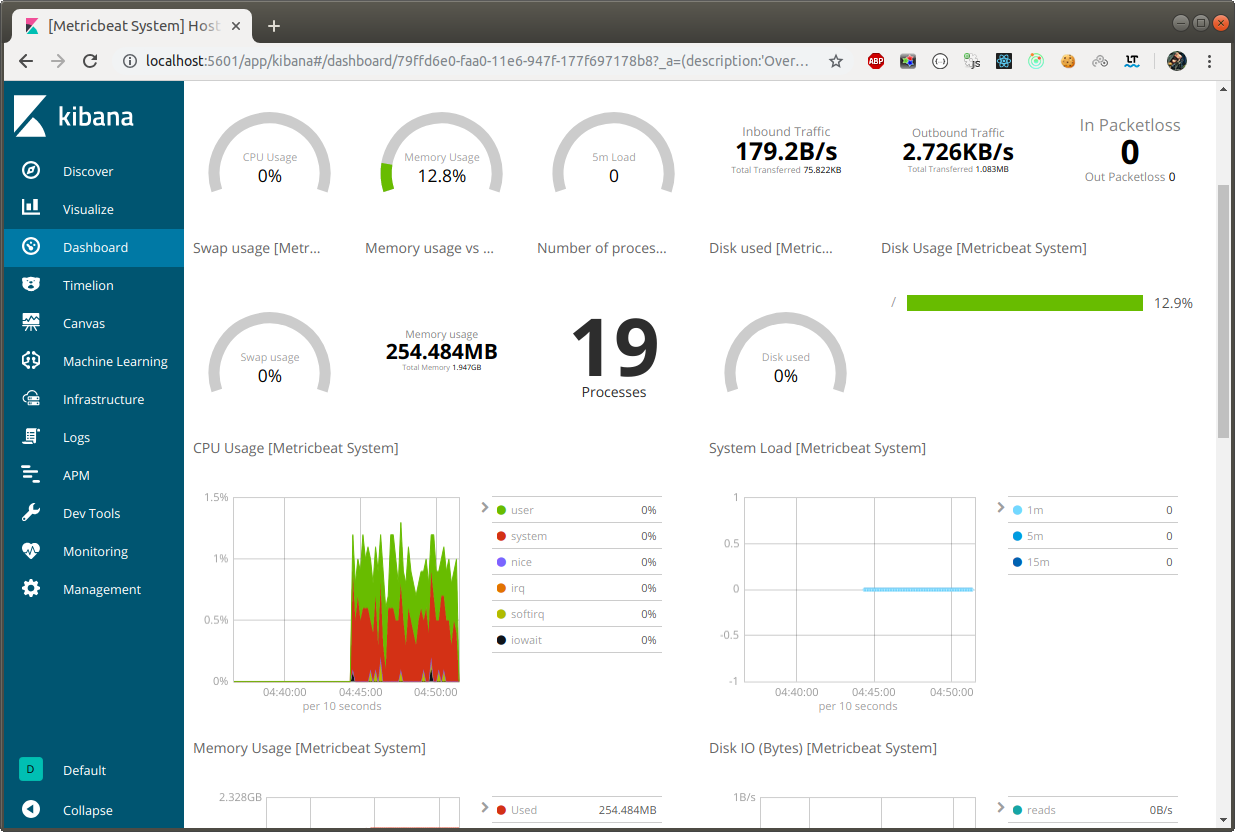 [Metricbeat System] Host
localhost:5601/app/kibana#/dashboard/79ffd6e0-faa0-11e6-947f-177f697178b8?_a=(description:'Over…
ABP
JS
LT
kibana
Discover
Visualize
Dashboard
Timelion
Canvas
Machine Learning
Infrastructure
Logs
APM
Dev Tools
Monitoring
Management
D Default
Collapse
CPU Usage
0%
Memory Usage
12.8%
5m Load
0
Inbound Traffic
179.2B/s
Total Transferred 75.822KB
Outbound Traffic
2.726KB/s
Total Transferred 1.083MB
In Packetloss
0
Out Packetloss 0
Swap usage [Metr...
Memory usage vs ...
Number of proces...
Disk used [Metric...
Disk Usage [Metricbeat System]
Swap usage
0%
Memory usage
254.484MB
Total Memory 1.947GB
19
Processes
Disk used
0%
/ 12.9%
CPU Usage [Metricbeat System]
1.5%
1%
0.5%
0%
04:40:00 04:45:00 04:50:00
per 10 seconds
user 0%
system 0%
nice 0%
irq 0%
softirq 0%
iowait 0%
System Load [Metricbeat System]
1
0.5
0
-0.5
-1
04:40:00 04:45:00 04:50:00
per 10 seconds
1m 0
5m 0
15m 0
Memory Usage [Metricbeat System]
2.328GB
Used 254.484MB
Disk IO (Bytes) [Metricbeat System]
1B/s
reads 0B/s